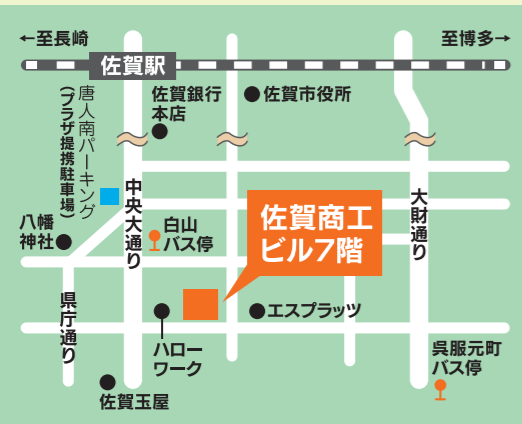 ←至長崎
至博多→
佐賀駅
佐賀銀行
本店
佐賀市役所
唐人南パーキング
(プラザ提携駐車場)
中央大通り
大財通り
八幡
神社
白山
バス停
佐賀商工
ビル7階
県庁通り
エスプラッツ
ハロー
ワーク
呉服元町
バス停
佐賀玉屋